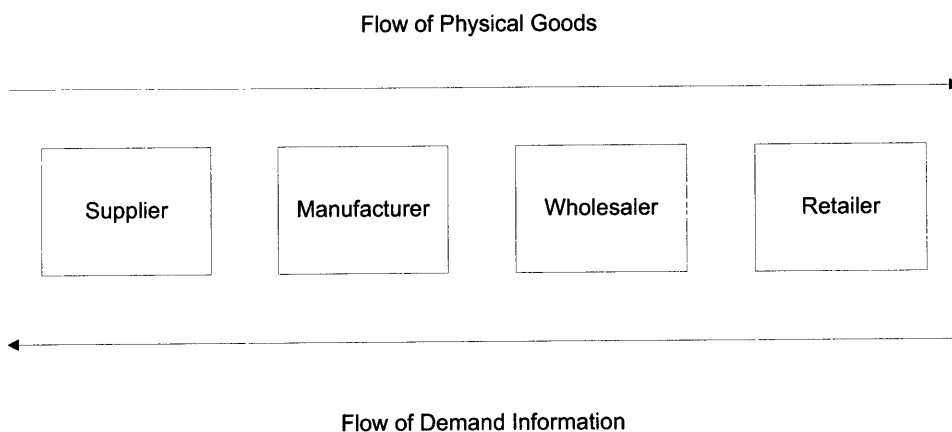 Flow of Physical Goods
Supplier
Manufacturer
Wholesaler
Retailer
Flow of Demand Information